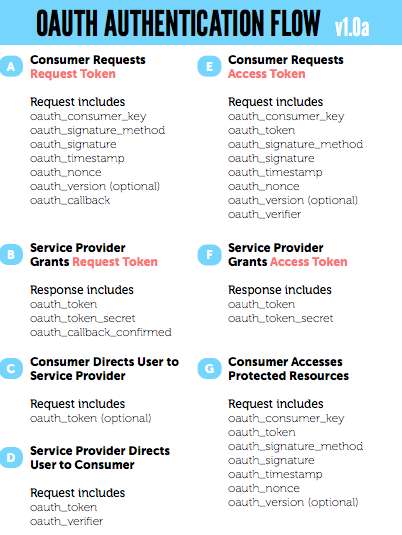 OAUTH AUTHENTICATION FLOW v1.0a
A
Consumer Requests
Request Token
Request includes
oauth_consumer_key
oauth_signature_method
oauth_signature
oauth_timestamp
oauth_nonce
oauth_version (optional)
oauth_callback
B
Service Provider
Grants Request Token
Response includes
oauth_token
oauth_token_secret
oauth_callback_confirmed
C
Consumer Directs User to
Service Provider
Request includes
oauth_token (optional)
D
Service Provider Directs
User to Consumer
Request includes
oauth_token
oauth_verifier
E
Consumer Requests
Access Token
Request includes
oauth_consumer_key
oauth_token
oauth_signature_method
oauth_signature
oauth_timestamp
oauth_nonce
oauth_version (optional)
oauth_verifier
F
Service Provider
Grants Access Token
Response includes
oauth_token
oauth_token_secret
G
Consumer Accesses
Protected Resources
Request includes
oauth_consumer_key
oauth_token
oauth_signature_method
oauth_signature
oauth_timestamp
oauth_nonce
oauth_version (optional)